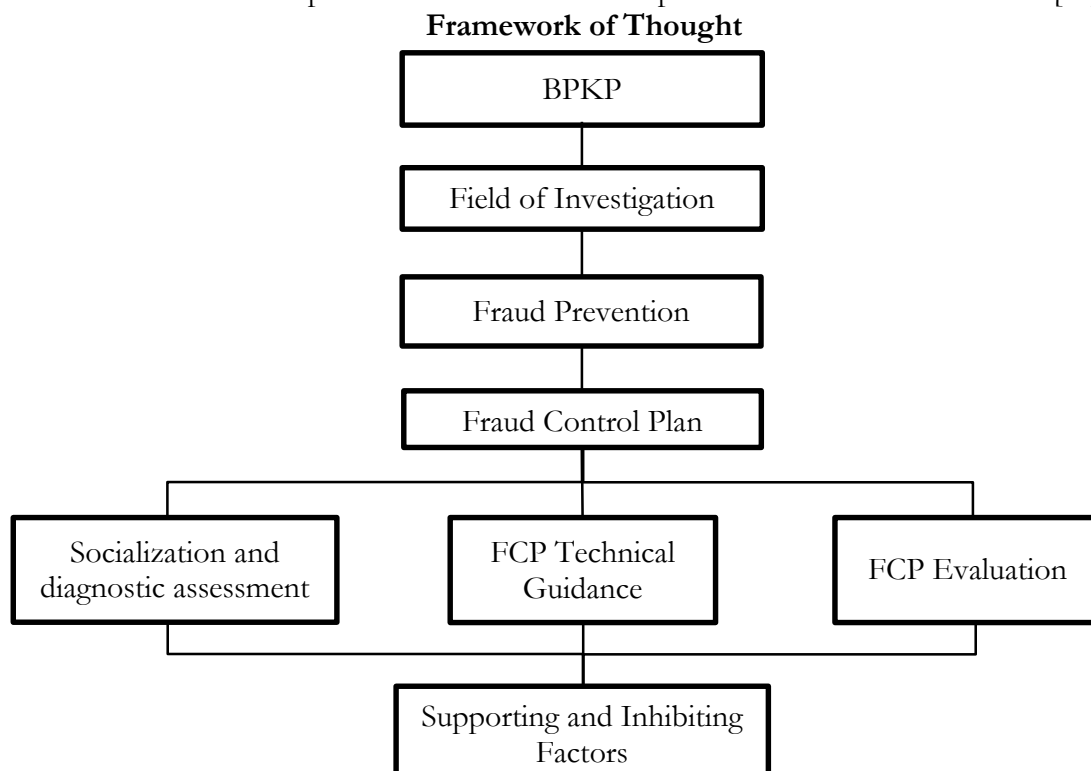 Framework of Thought
BPKP
Field of Investigation
Fraud Prevention
Fraud Control Plan
Socialization and
diagnostic assessment
FCP Technical
Guidance
FCP Evaluation
Supporting and Inhibiting
Factors